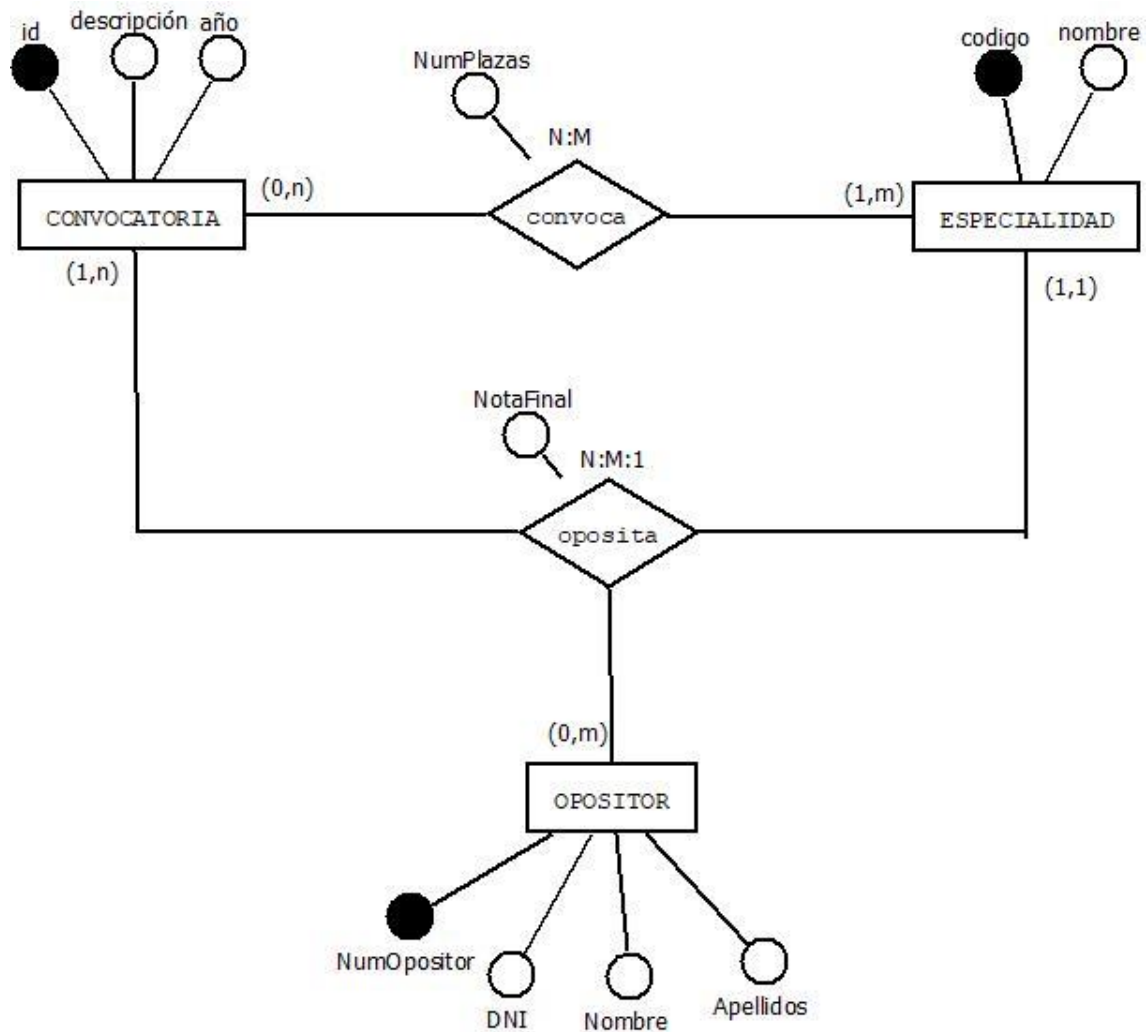 id
descripción
año
NumPlazas
codigo
nombre
N:M
CONVOCATORIA
(0,n)
convoca
(1,m)
ESPECIALIDAD
(1,n)
(1,1)
NotaFinal
N:M:1
oposita
(0,m)
OPOSITOR
NumOpositor
DNI
Nombre
Apellidos